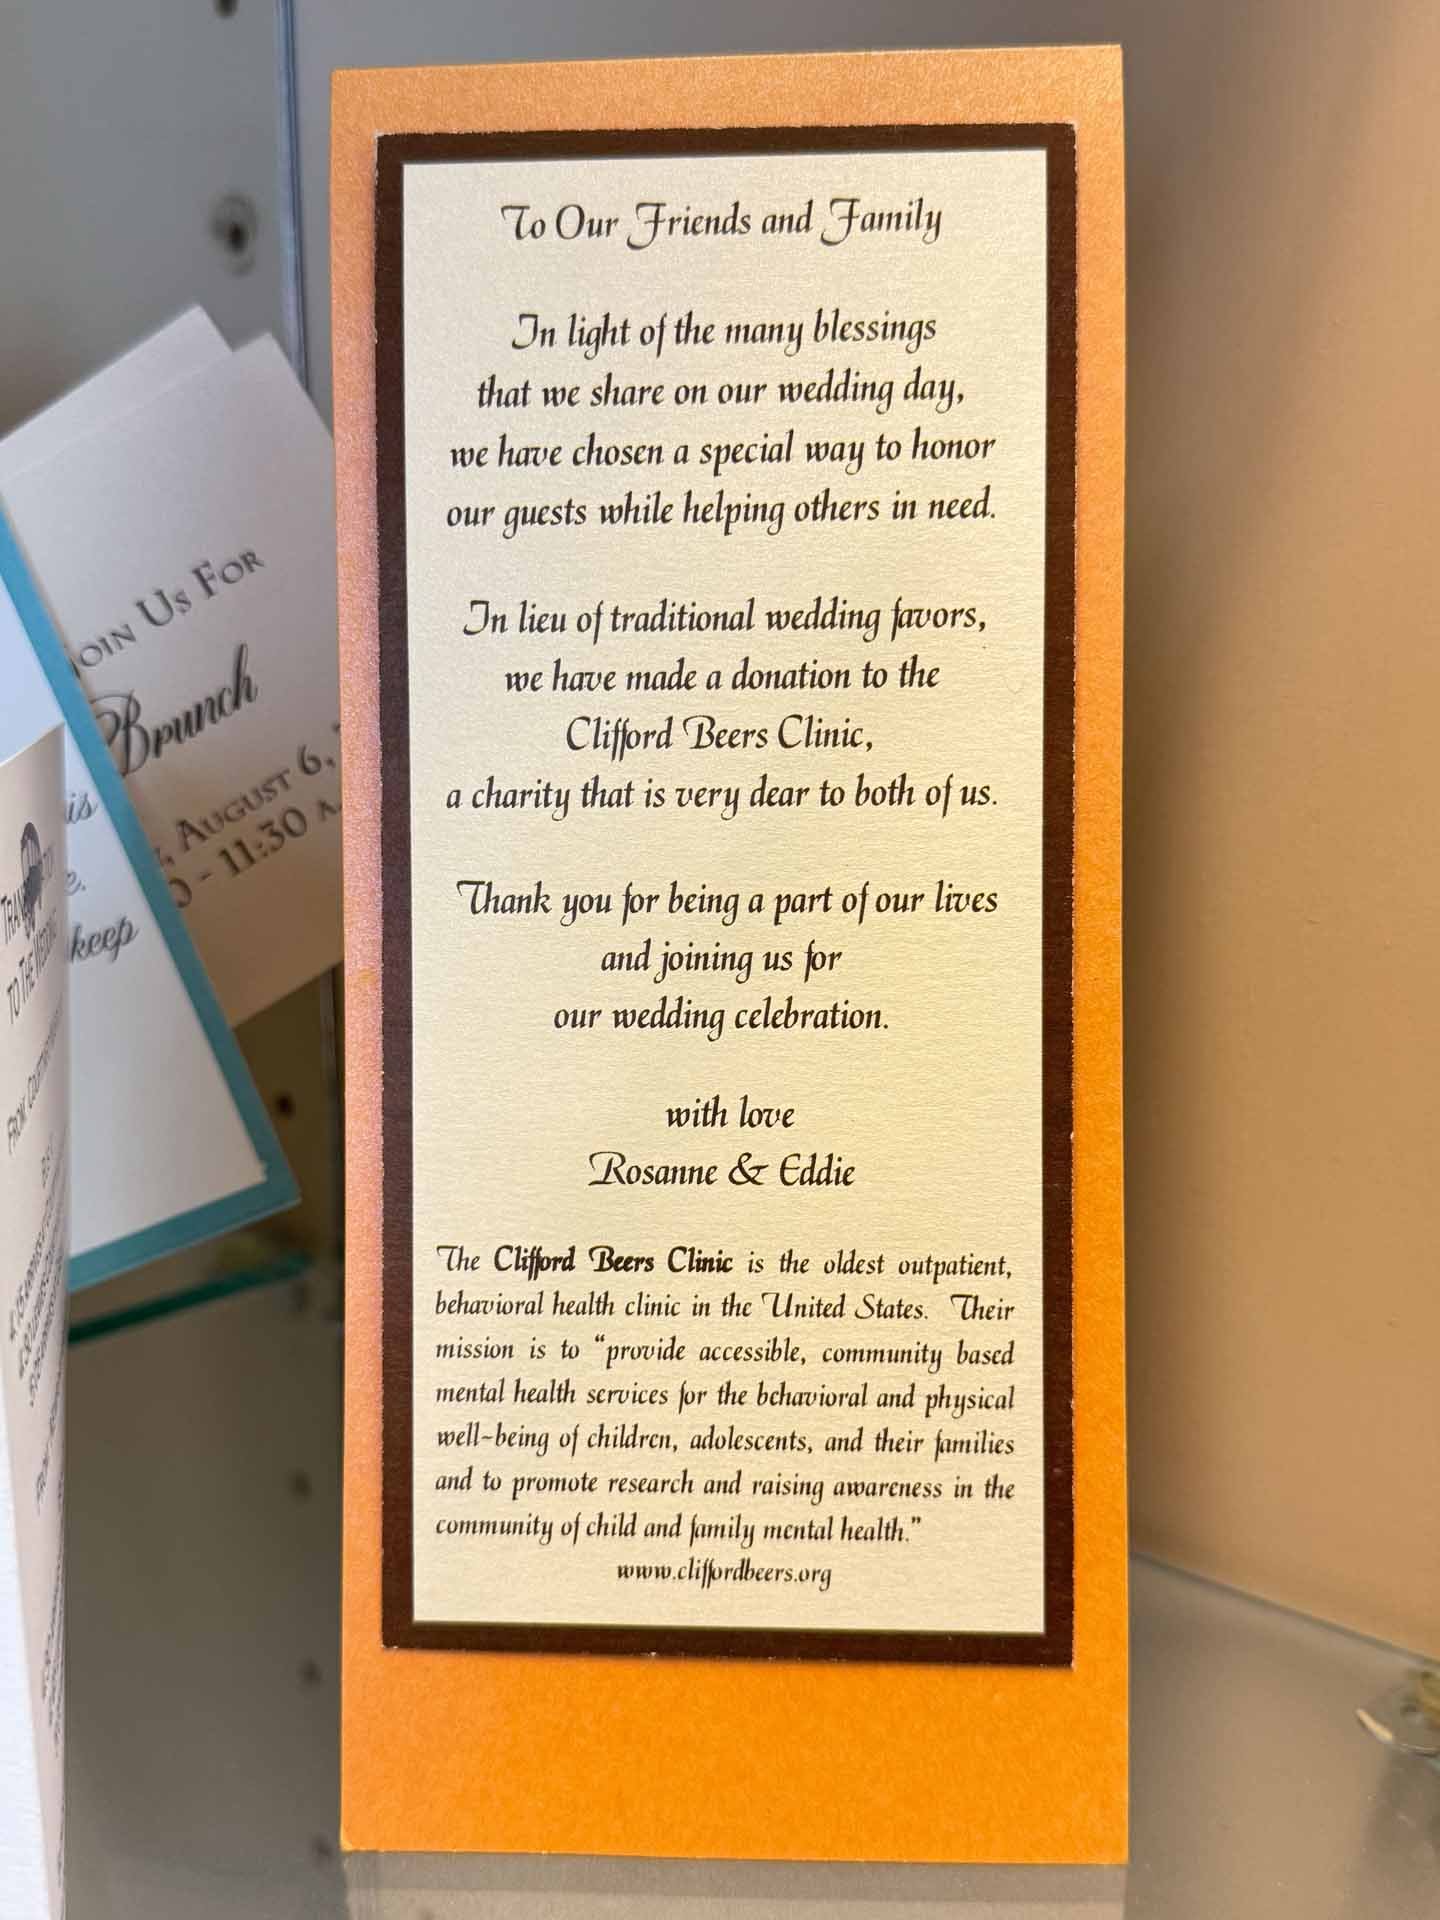 To Our Friends and Family
In light of the many blessings
that we share on our wedding day,
we have chosen a special way to honor
our guests while helping others in need.
In lieu of traditional wedding favors,
we have made a donation to the
Clifford Beers Clinic,
a charity that is very dear to both of us.
Thank you for being a part of our lives
and joining us for
our wedding celebration.
with love
Rosanne & Eddie
The Clifford Beers Clinic is the oldest outpatient,
behavioral health clinic in the United States. Their
mission is to “provide accessible, community based
mental health services for the behavioral and physical
well-being of children, adolescents, and their families
and to promote research and raising awareness in the
community of child and family mental health.”
www.cliffordbeers.org
Join Us For
Brunch
August 6,
- 11:30
keep
to the Wedding
From